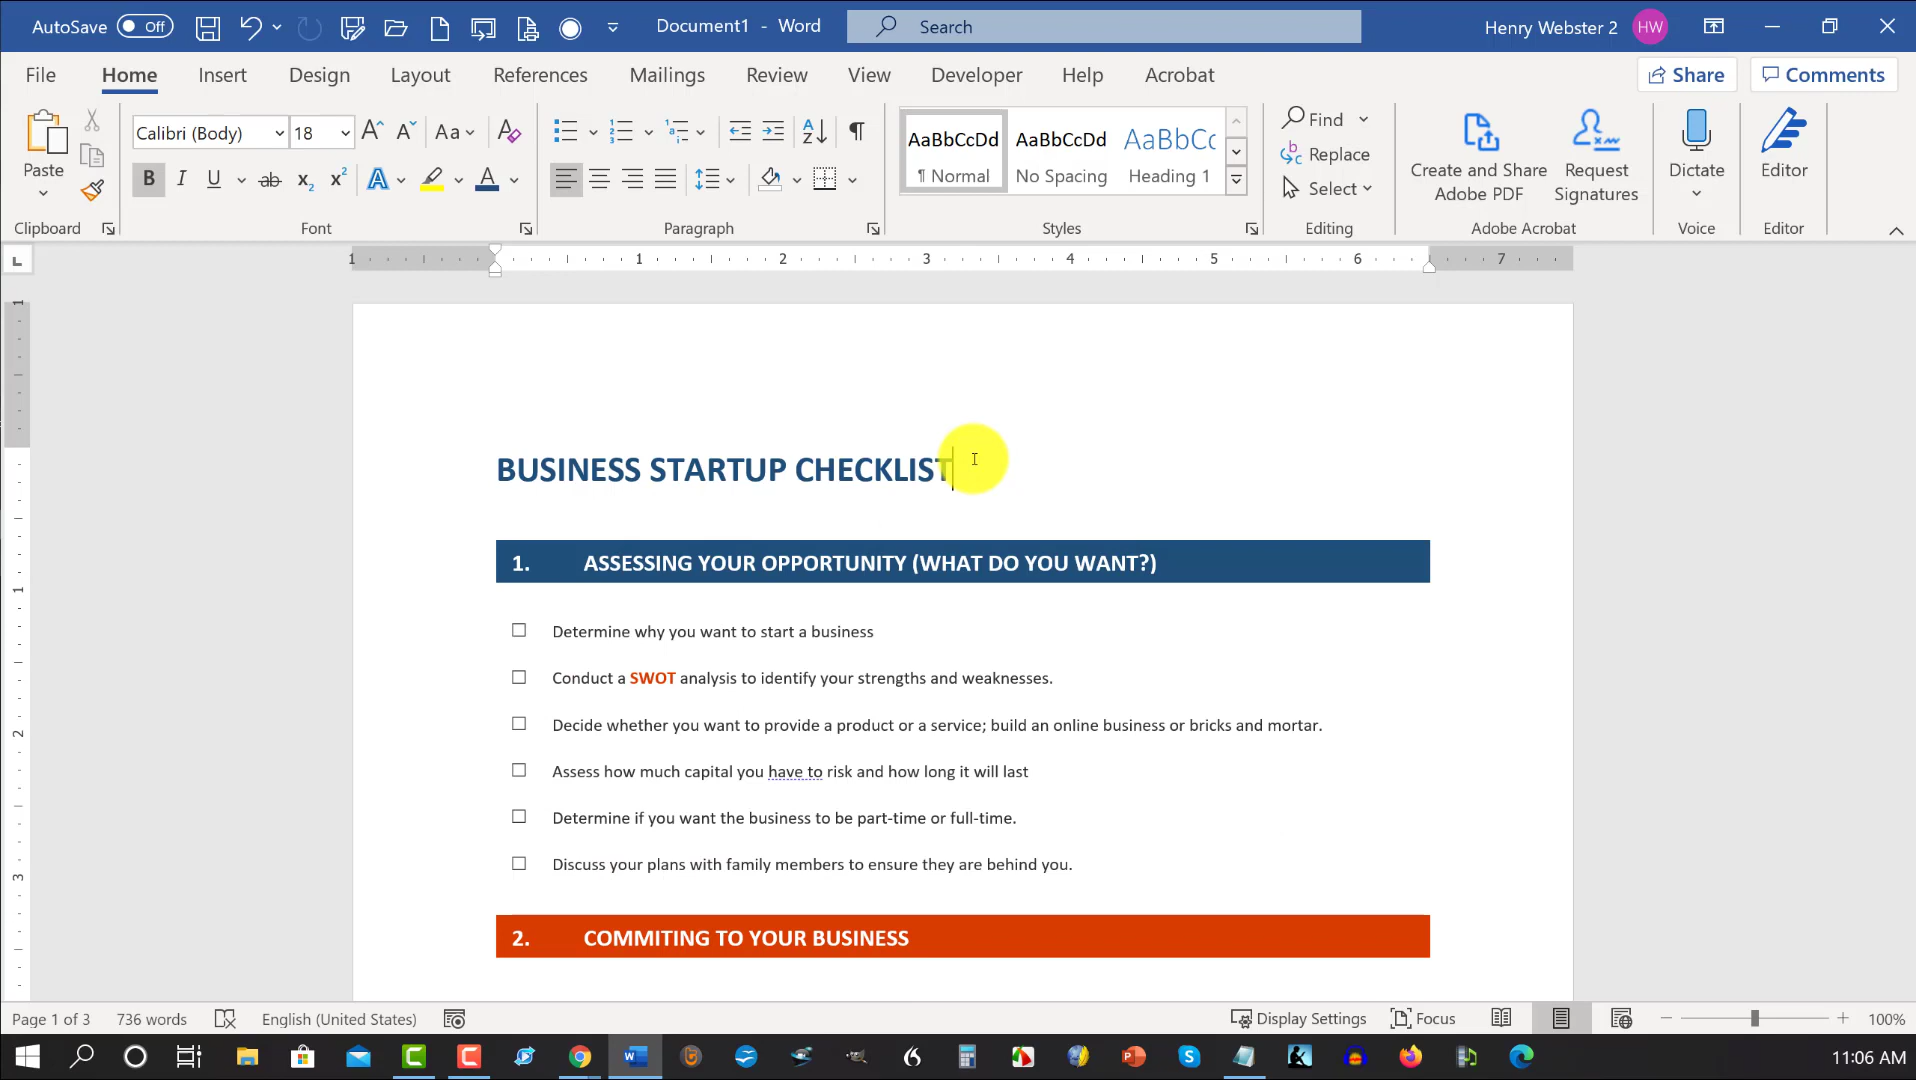 AutoSave Off Document1 - Word Search Henry Webster 2 HW
File Home Insert Design Layout References Mailings Review View Developer Help Acrobat Share Comments
Paste Calibri (Body) 18 Aa AaBbCcDd AaBbCcDd AaBbCc Find Replace Select
¶ Normal No Spacing Heading 1 Create and Share Adobe PDF Request Signatures Dictate Editor
Clipboard Font Paragraph Styles Editing Adobe Acrobat Voice Editor
1 1 2 3 4 5 6 7
BUSINESS STARTUP CHECKLIST
1. ASSESSING YOUR OPPORTUNITY (WHAT DO YOU WANT?)
Determine why you want to start a business
Conduct a SWOT analysis to identify your strengths and weaknesses.
Decide whether you want to provide a product or a service; build an online business or bricks and mortar.
Assess how much capital you have to risk and how long it will last
Determine if you want the business to be part-time or full-time.
Discuss your plans with family members to ensure they are behind you.
2. COMMITING TO YOUR BUSINESS
Page 1 of 3 736 words English (United States) Display Settings Focus 100%
11:06 AM